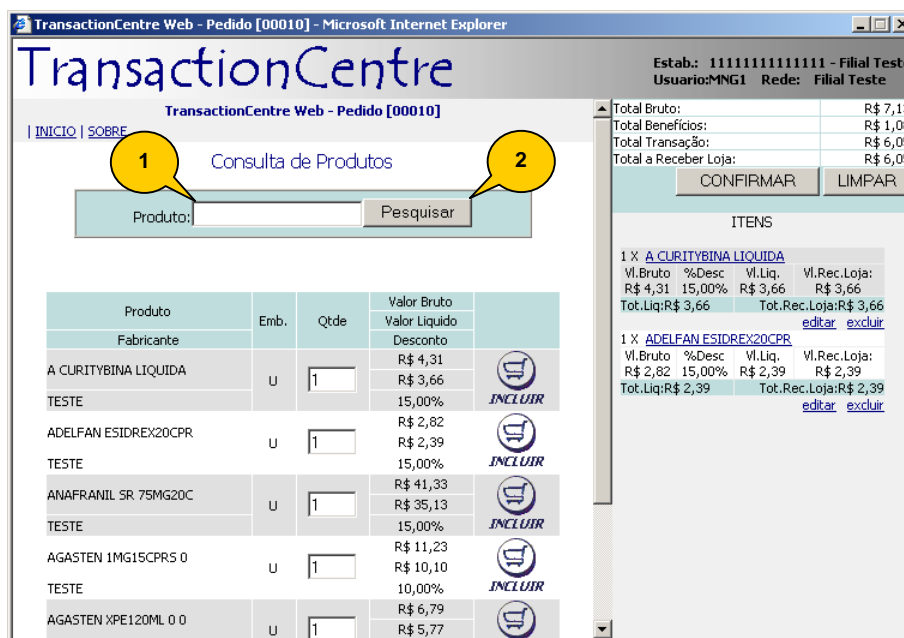 TransactionCentre Web - Pedido [00010] - Microsoft Internet Explorer
TransactionCentre
Estab.: 11111111111111 - Filial Teste
Usuario:MNG1 Rede: Filial Teste
TransactionCentre Web - Pedido [00010]
| INICIO | SOBRE
1
Consulta de Produtos
2
Produto:
Pesquisar
Produto
Fabricante
Emb.
Qtde
Valor Bruto
Valor Liquido
Desconto
A CURITYBINA LIQUIDA
TESTE
U
1
R$ 4,31
R$ 3,66
15,00%
INCLUIR
ADELFAN ESIDREX20CPR
TESTE
U
1
R$ 2,82
R$ 2,39
15,00%
INCLUIR
ANAFRANIL SR 75MG20C
TESTE
U
1
R$ 41,33
R$ 35,13
15,00%
INCLUIR
AGASTEN 1MG15CPRS 0
TESTE
U
1
R$ 11,23
R$ 10,10
10,00%
INCLUIR
AGASTEN XPE120ML 0 0
U
1
R$ 6,79
R$ 5,77
Total Bruto: R$ 7,1
Total Benefícios: R$ 1,0
Total Transação: R$ 6,0
Total a Receber Loja: R$ 6,0
CONFIRMAR LIMPAR
ITENS
1 X A CURITYBINA LIQUIDA
Vl.Bruto %Desc Vl.Liq. Vl.Rec.Loja:
R$ 4,31 15,00% R$ 3,66 R$ 3,66
Tot.Liq:R$ 3,66 Tot.Rec.Loja:R$ 3,66
editar excluir
1 X ADELFAN ESIDREX20CPR
Vl.Bruto %Desc Vl.Liq. Vl.Rec.Loja:
R$ 2,82 15,00% R$ 2,39 R$ 2,39
Tot.Liq:R$ 2,39 Tot.Rec.Loja:R$ 2,39
editar excluir